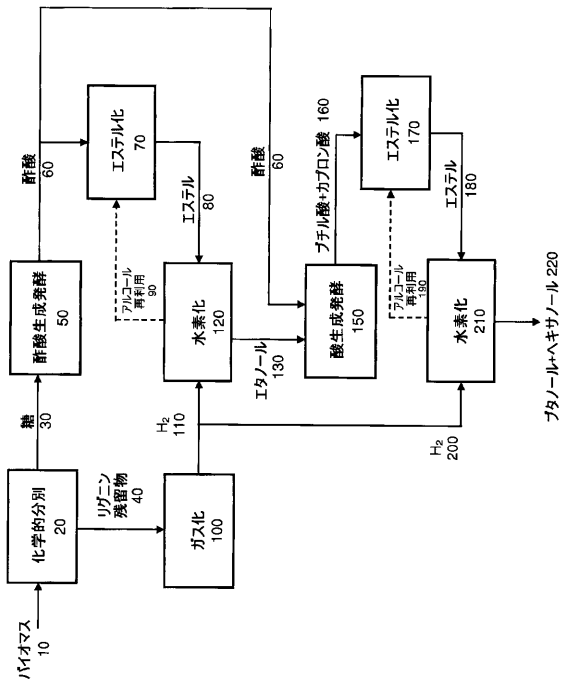 バイオマス
10
化学的分別
20
糖
30
リグニン
残留物
40
酢酸生成発酵
50
酢酸
60
エステル化
70
エステル
80
アルコール
再利用 90
ガス化
100
H₂
110
水素化
120
エタノール
130
酢酸
60
酸生成発酵
150
ブチル酸+カプロン酸 160
エステル化
170
エステル
180
アルコール
再利用
190
H₂
200
水素化
210
ブタノール+ヘキサノール 220